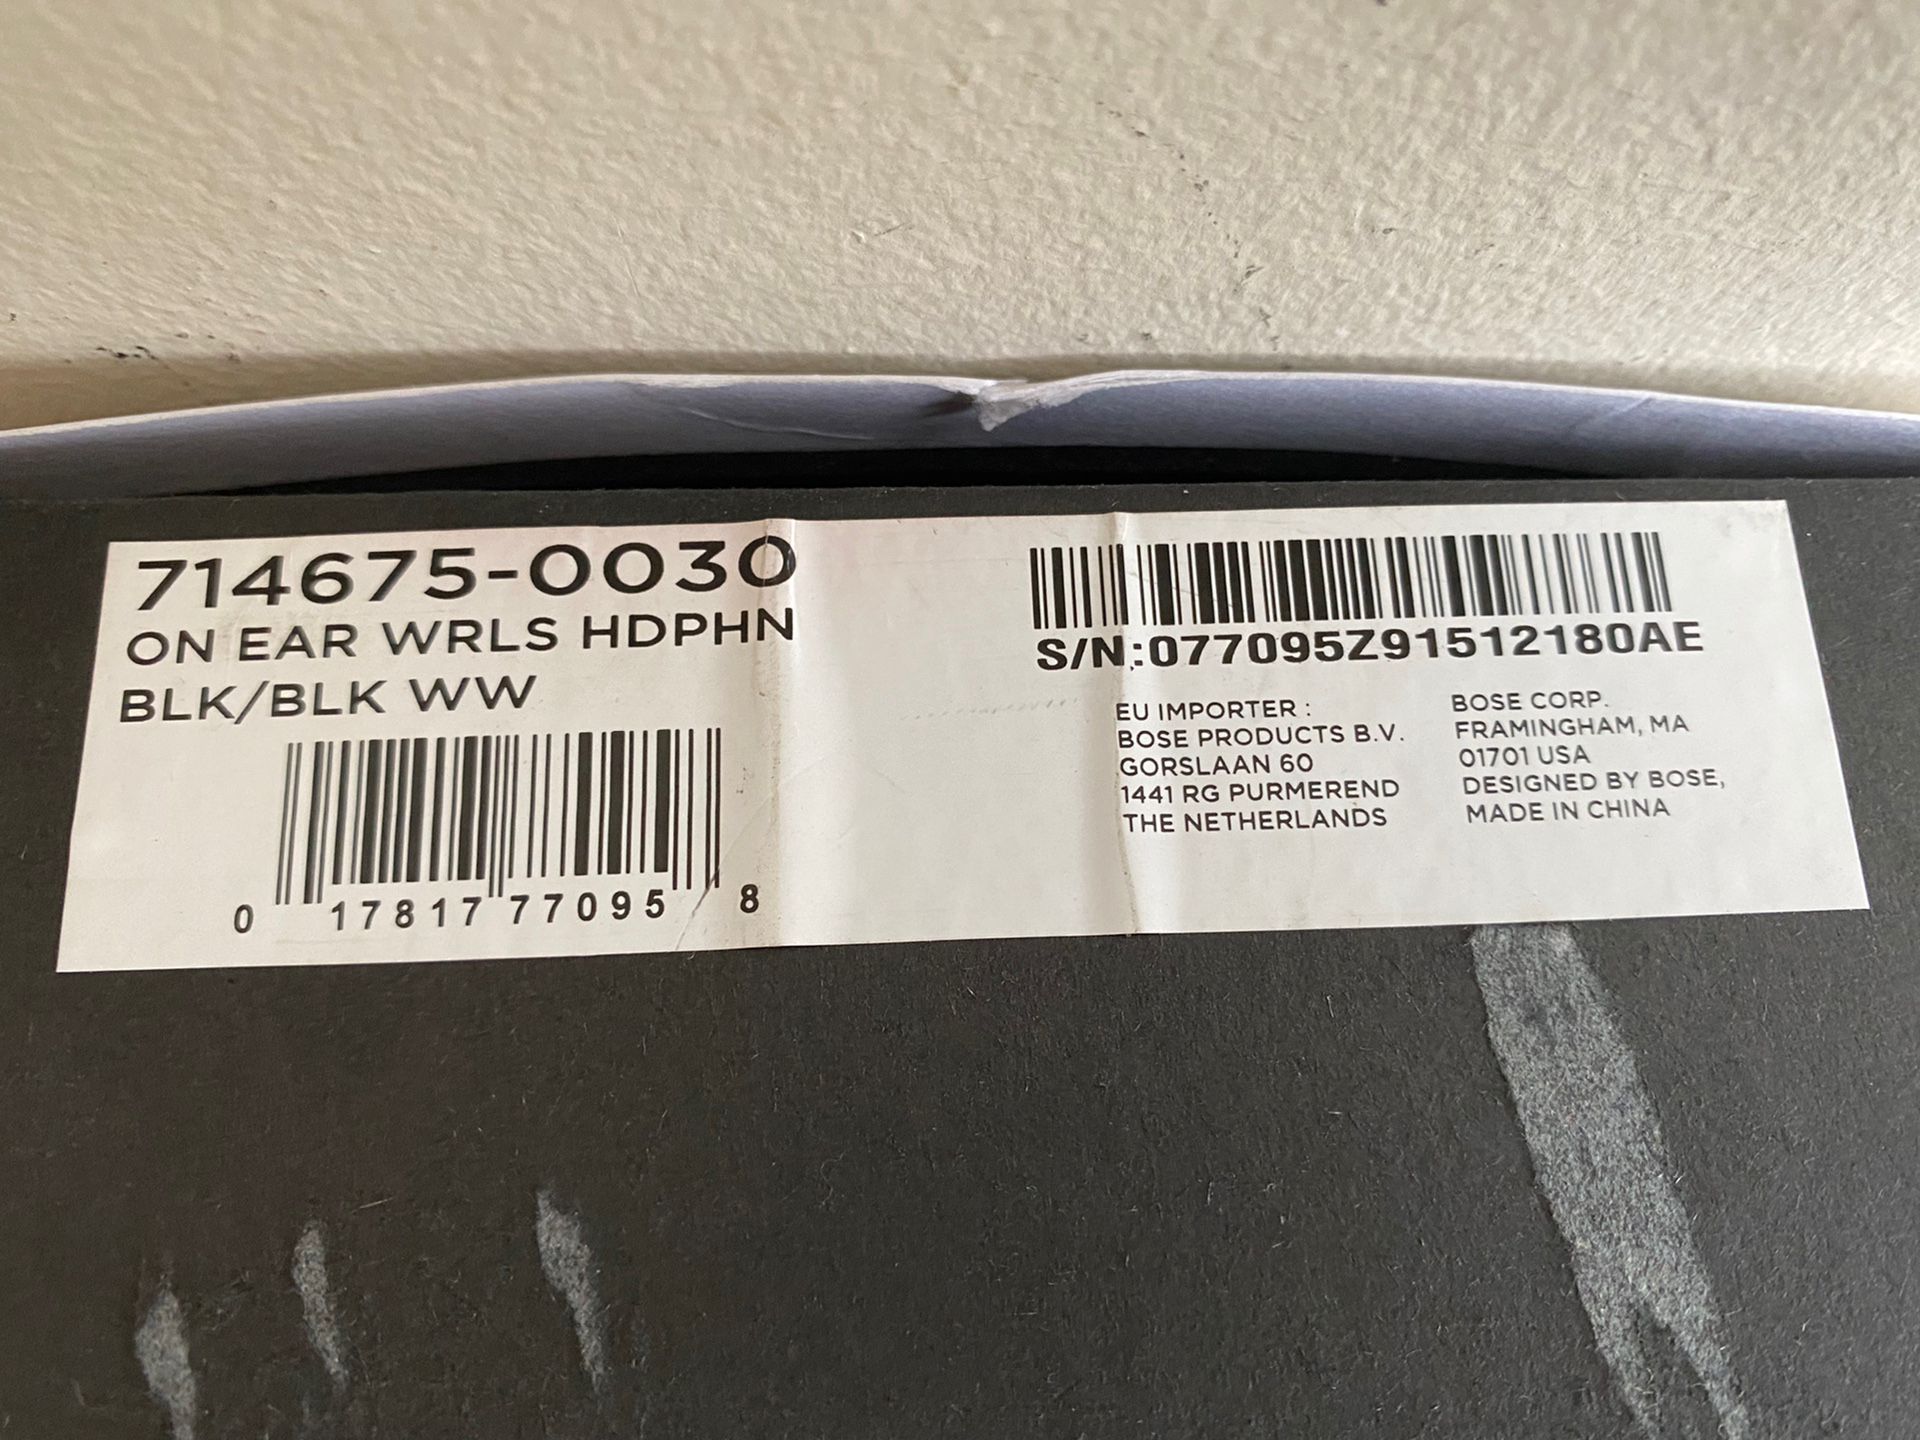 714675-0030
ON EAR WRLS HDPHN
BLK/BLK WW
0 17817 77095 8
S/N:077095Z91512180AE
EU IMPORTER :
BOSE PRODUCTS B.V.
GORSLAAN 60
1441 RG PURMEREND
THE NETHERLANDS
BOSE CORP.
FRAMINGHAM, MA
01701 USA
DESIGNED BY BOSE,
MADE IN CHINA